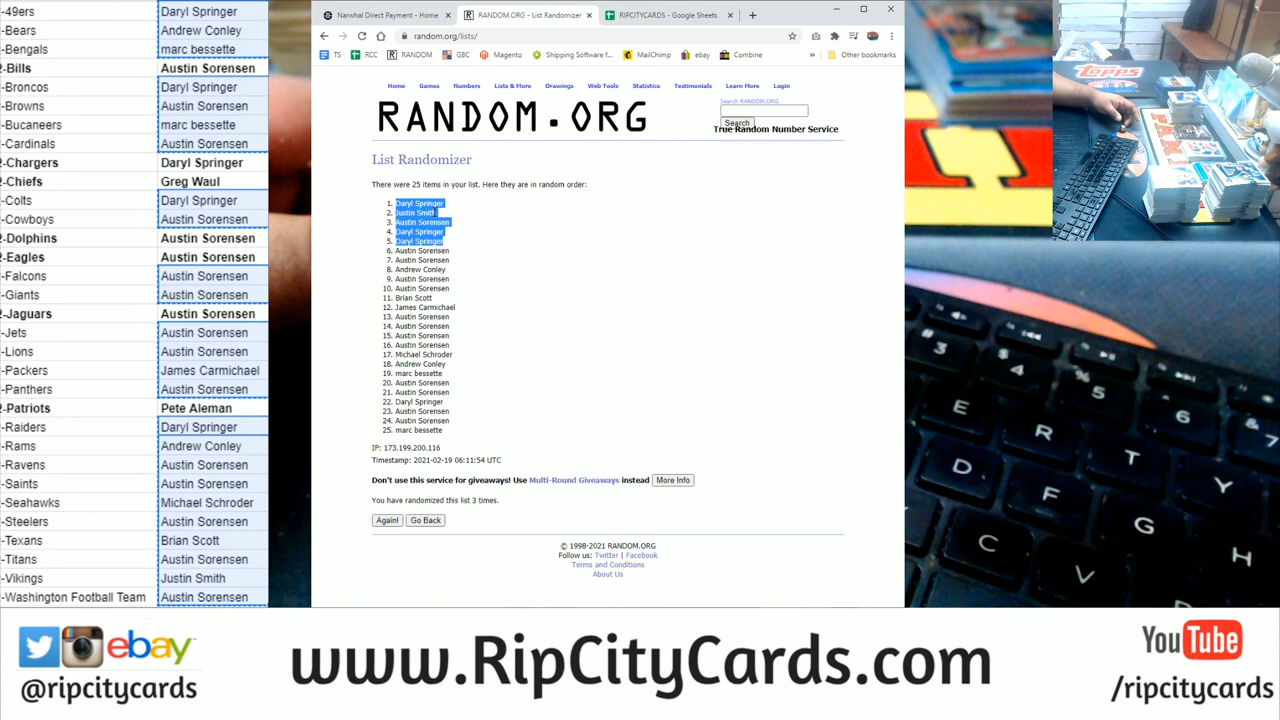 -49ers Daryl Springer
-Bears Andrew Conley
-Bengals marc bessette
-Bills Austin Sorensen
-Broncos Daryl Springer
-Browns Austin Sorensen
-Bucaneers marc bessette
-Cardinals Austin Sorensen
-Chargers Daryl Springer
-Chiefs Greg Waul
-Colts Daryl Springer
-Cowboys Austin Sorensen
-Dolphins Austin Sorensen
-Eagles Austin Sorensen
-Falcons Austin Sorensen
-Giants Austin Sorensen
-Jaguars Austin Sorensen
-Jets Austin Sorensen
-Lions Austin Sorensen
-Packers James Carmichael
-Panthers Austin Sorensen
-Patriots Pete Aleman
-Raiders Daryl Springer
-Rams Andrew Conley
-Ravens Austin Sorensen
-Saints Austin Sorensen
-Seahawks Michael Schroder
-Steelers Austin Sorensen
-Texans Brian Scott
-Titans Austin Sorensen
-Vikings Justin Smith
-Washington Football Team Austin Sorensen
Narwhal Direct Payment - Home RANDOM.ORG - List Randomizer RIPCITYCARDS - Google Sheets
random.org/lists/
TS RCC RANDOM GBC Magento Shipping Software f... MailChimp ebay Combine » Other bookmarks
Home Games Numbers Lists & More Drawings Web Tools Statistics Testimonials Learn More Login
RANDOM.ORG
Search RANDOM.ORG
Search
True Random Number Service
List Randomizer
There were 25 items in your list. Here they are in random order:
1. Daryl Springer
2. Justin Smith
3. Austin Sorensen
4. Daryl Springer
5. Daryl Springer
6. Austin Sorensen
7. Austin Sorensen
8. Andrew Conley
9. Austin Sorensen
10. Austin Sorensen
11. Brian Scott
12. James Carmichael
13. Austin Sorensen
14. Austin Sorensen
15. Austin Sorensen
16. Austin Sorensen
17. Michael Schroder
18. Andrew Conley
19. marc bessette
20. Austin Sorensen
21. Austin Sorensen
22. Daryl Springer
23. Austin Sorensen
24. Austin Sorensen
25. marc bessette
IP: 173.199.200.116
Timestamp: 2021-02-19 06:11:54 UTC
Don't use this service for giveaways! Use Multi-Round Giveaways instead More Info
You have randomized this list 3 times.
Again! Go Back
© 1998-2021 RANDOM.ORG
Follow us: Twitter | Facebook
Terms and Conditions
About Us
Topps
#3 4 5 6 7
E R T Y
D F G H
C V
ebay
@ripcitycards
www.RipCityCards.com
YouTube
/ripcitycards